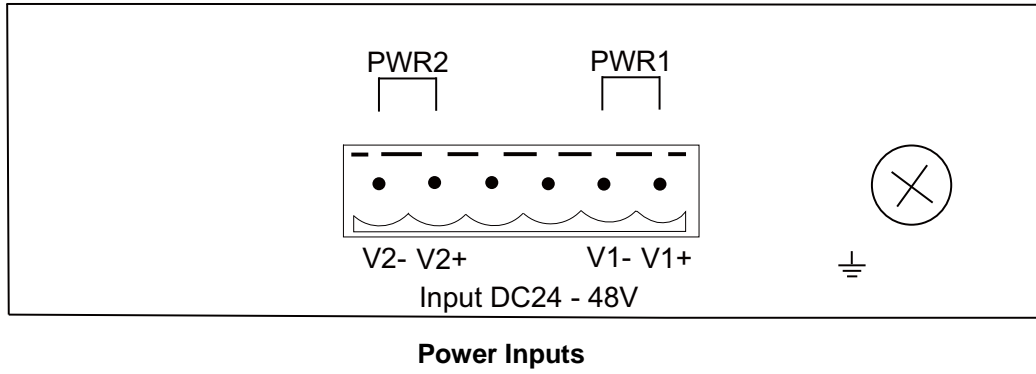 PWR2 PWR1
V2- V2+ V1- V1+
Input DC24 - 48V
Power Inputs